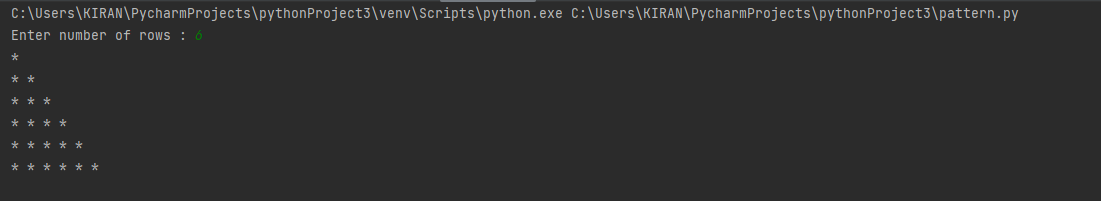 C:\Users\KIRAN\PycharmProjects\pythonProject3\venv\Scripts\python.exe C:\Users\KIRAN\PycharmProjects\pythonProject3\pattern.py
Enter number of rows : 6
*
* *
* * *
* * * *
* * * * *
* * * * * *